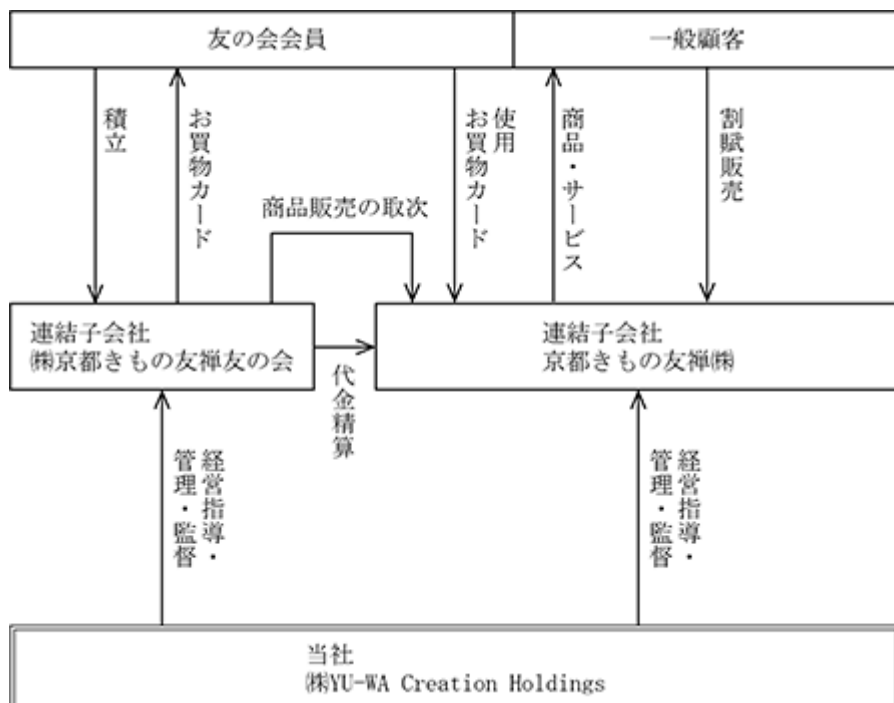 友の会会員
一般顧客
積立
お買物カード
お買物カード
使用
商品・サービス
割賦販売
商品販売の取次
連結子会社
㈱京都きもの友禅友の会
代金精算
連結子会社
京都きもの友禅㈱
経営指導・
管理・監督
経営指導・
管理・監督
当社
㈱YU-WA Creation Holdings